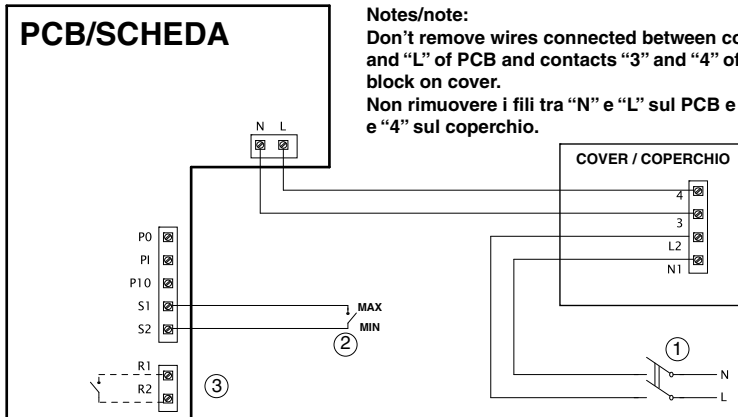 PCB/SCHEDA
Notes/note:
Don't remove wires connected between
and “L” of PCB and contacts “3” and “4” of
block on cover.
Non rimuovere i fili tra “N” e “L” sul PCB e
e “4” sul coperchio.
N L
COVER / COPERCHIO
4
3
L2
N1
P0
PI
P10
S1
S2
MAX
MIN
2
1
R1
R2
3
N
L